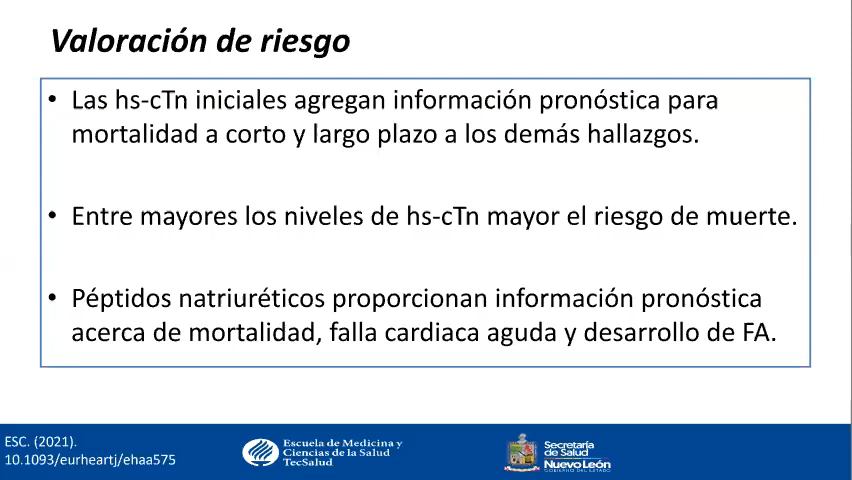 Valoración de riesgo
• Las hs-cTn iniciales agregan información pronóstica para
mortalidad a corto y largo plazo a los demás hallazgos.
• Entre mayores los niveles de hs-cTn mayor el riesgo de muerte.
• Péptidos natriuréticos proporcionan información pronóstica
acerca de mortalidad, falla cardiaca aguda y desarrollo de FA.
ESC. (2021).
10.1093/eurheartj/ehaa575
Escuela de Medicina y
Ciencias de la Salud
TecSalud
Secretaría
de Salud
Nuevo León
GOBIERNO DEL ESTADO